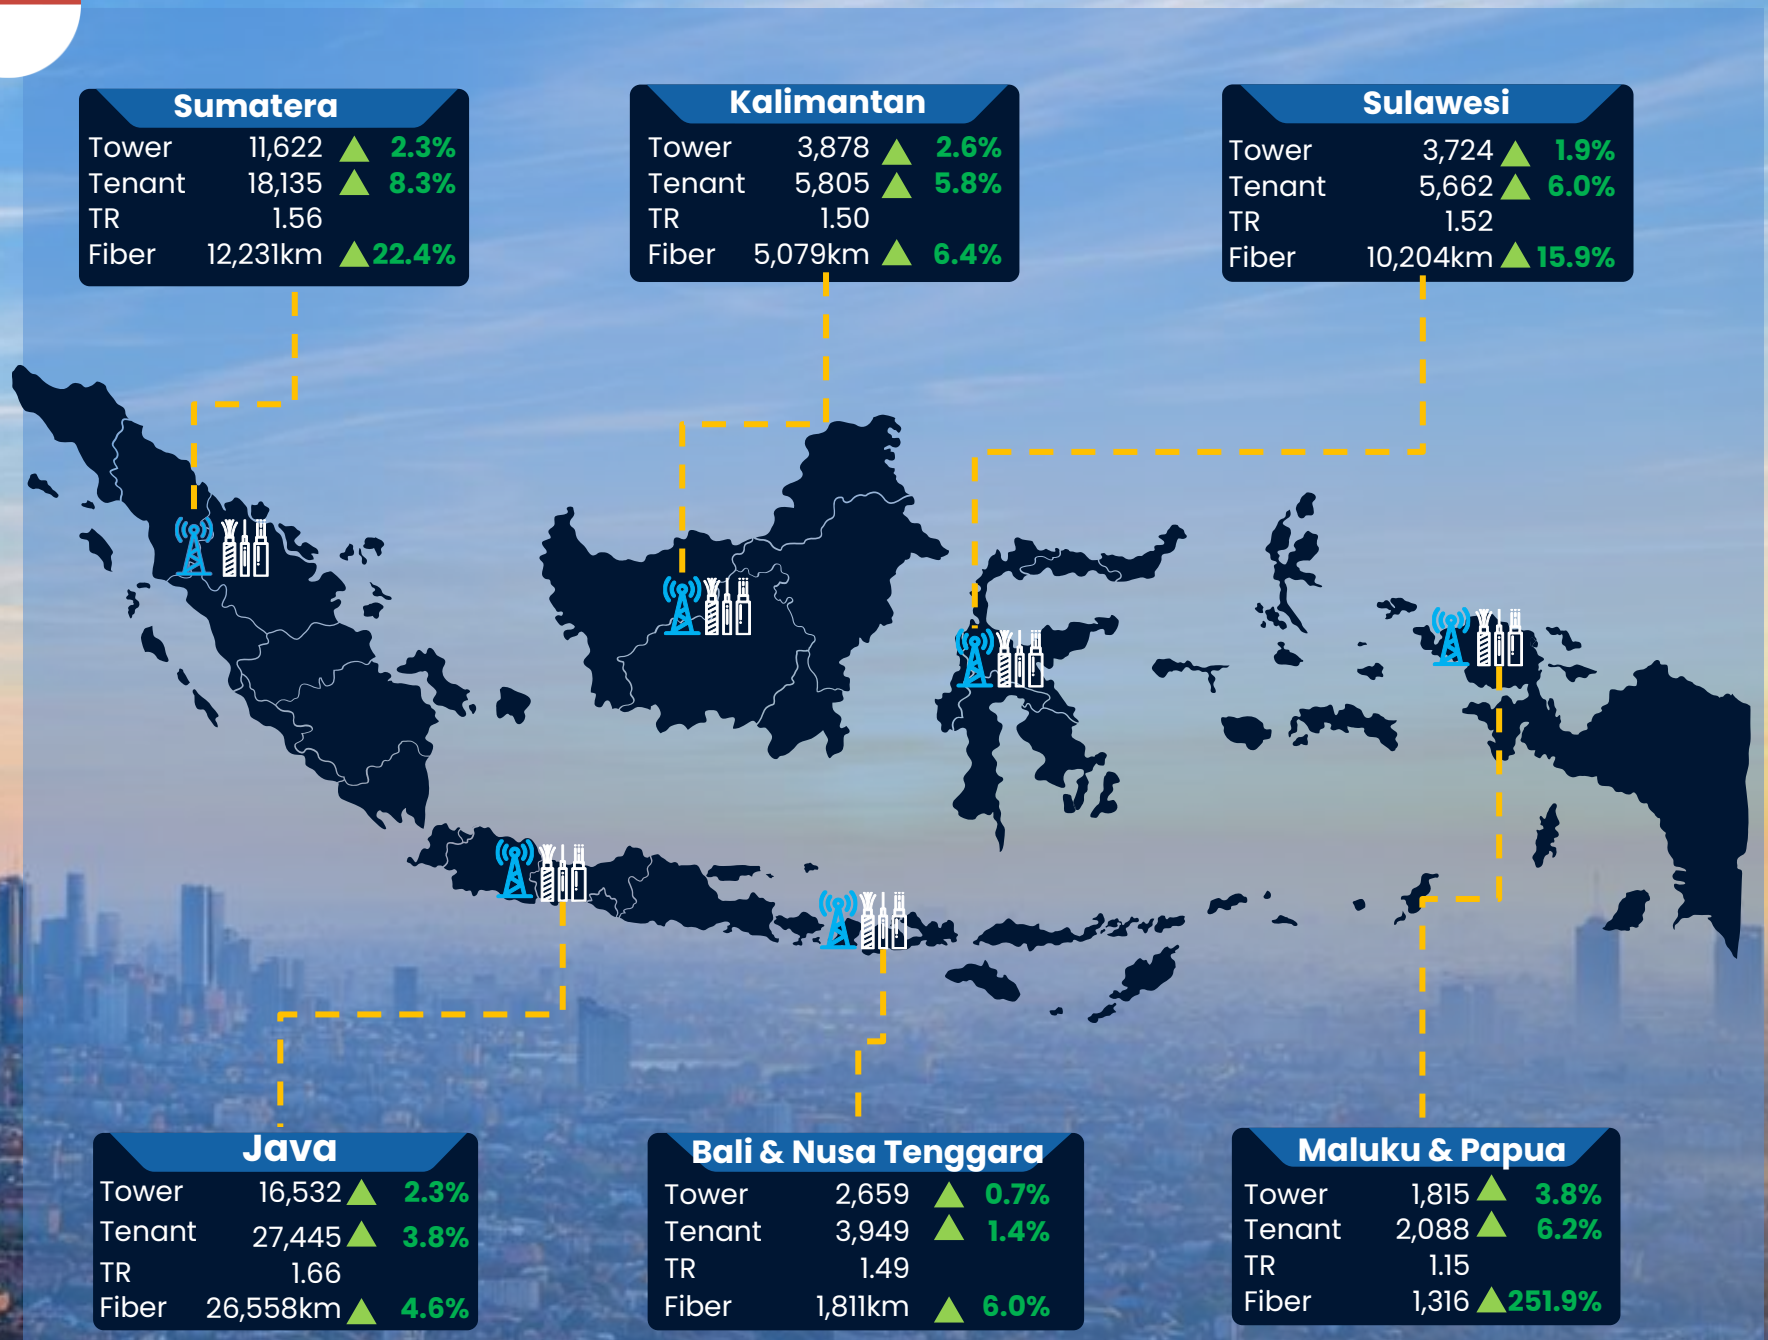 Sumatera
Tower 11,622 2.3%
Tenant 18,135 8.3%
TR 1.56
Fiber 12,231km 22.4%
Kalimantan
Tower 3,878 2.6%
Tenant 5,805 5.8%
TR 1.50
Fiber 5,079km 6.4%
Sulawesi
Tower 3,724 1.9%
Tenant 5,662 6.0%
TR 1.52
Fiber 10,204km 15.9%
Java
Tower 16,532 2.3%
Tenant 27,445 3.8%
TR 1.66
Fiber 26,558km 4.6%
Bali & Nusa Tenggara
Tower 2,659 0.7%
Tenant 3,949 1.4%
TR 1.49
Fiber 1,811km 6.0%
Maluku & Papua
Tower 1,815 3.8%
Tenant 2,088 6.2%
TR 1.15
Fiber 1,316 251.9%